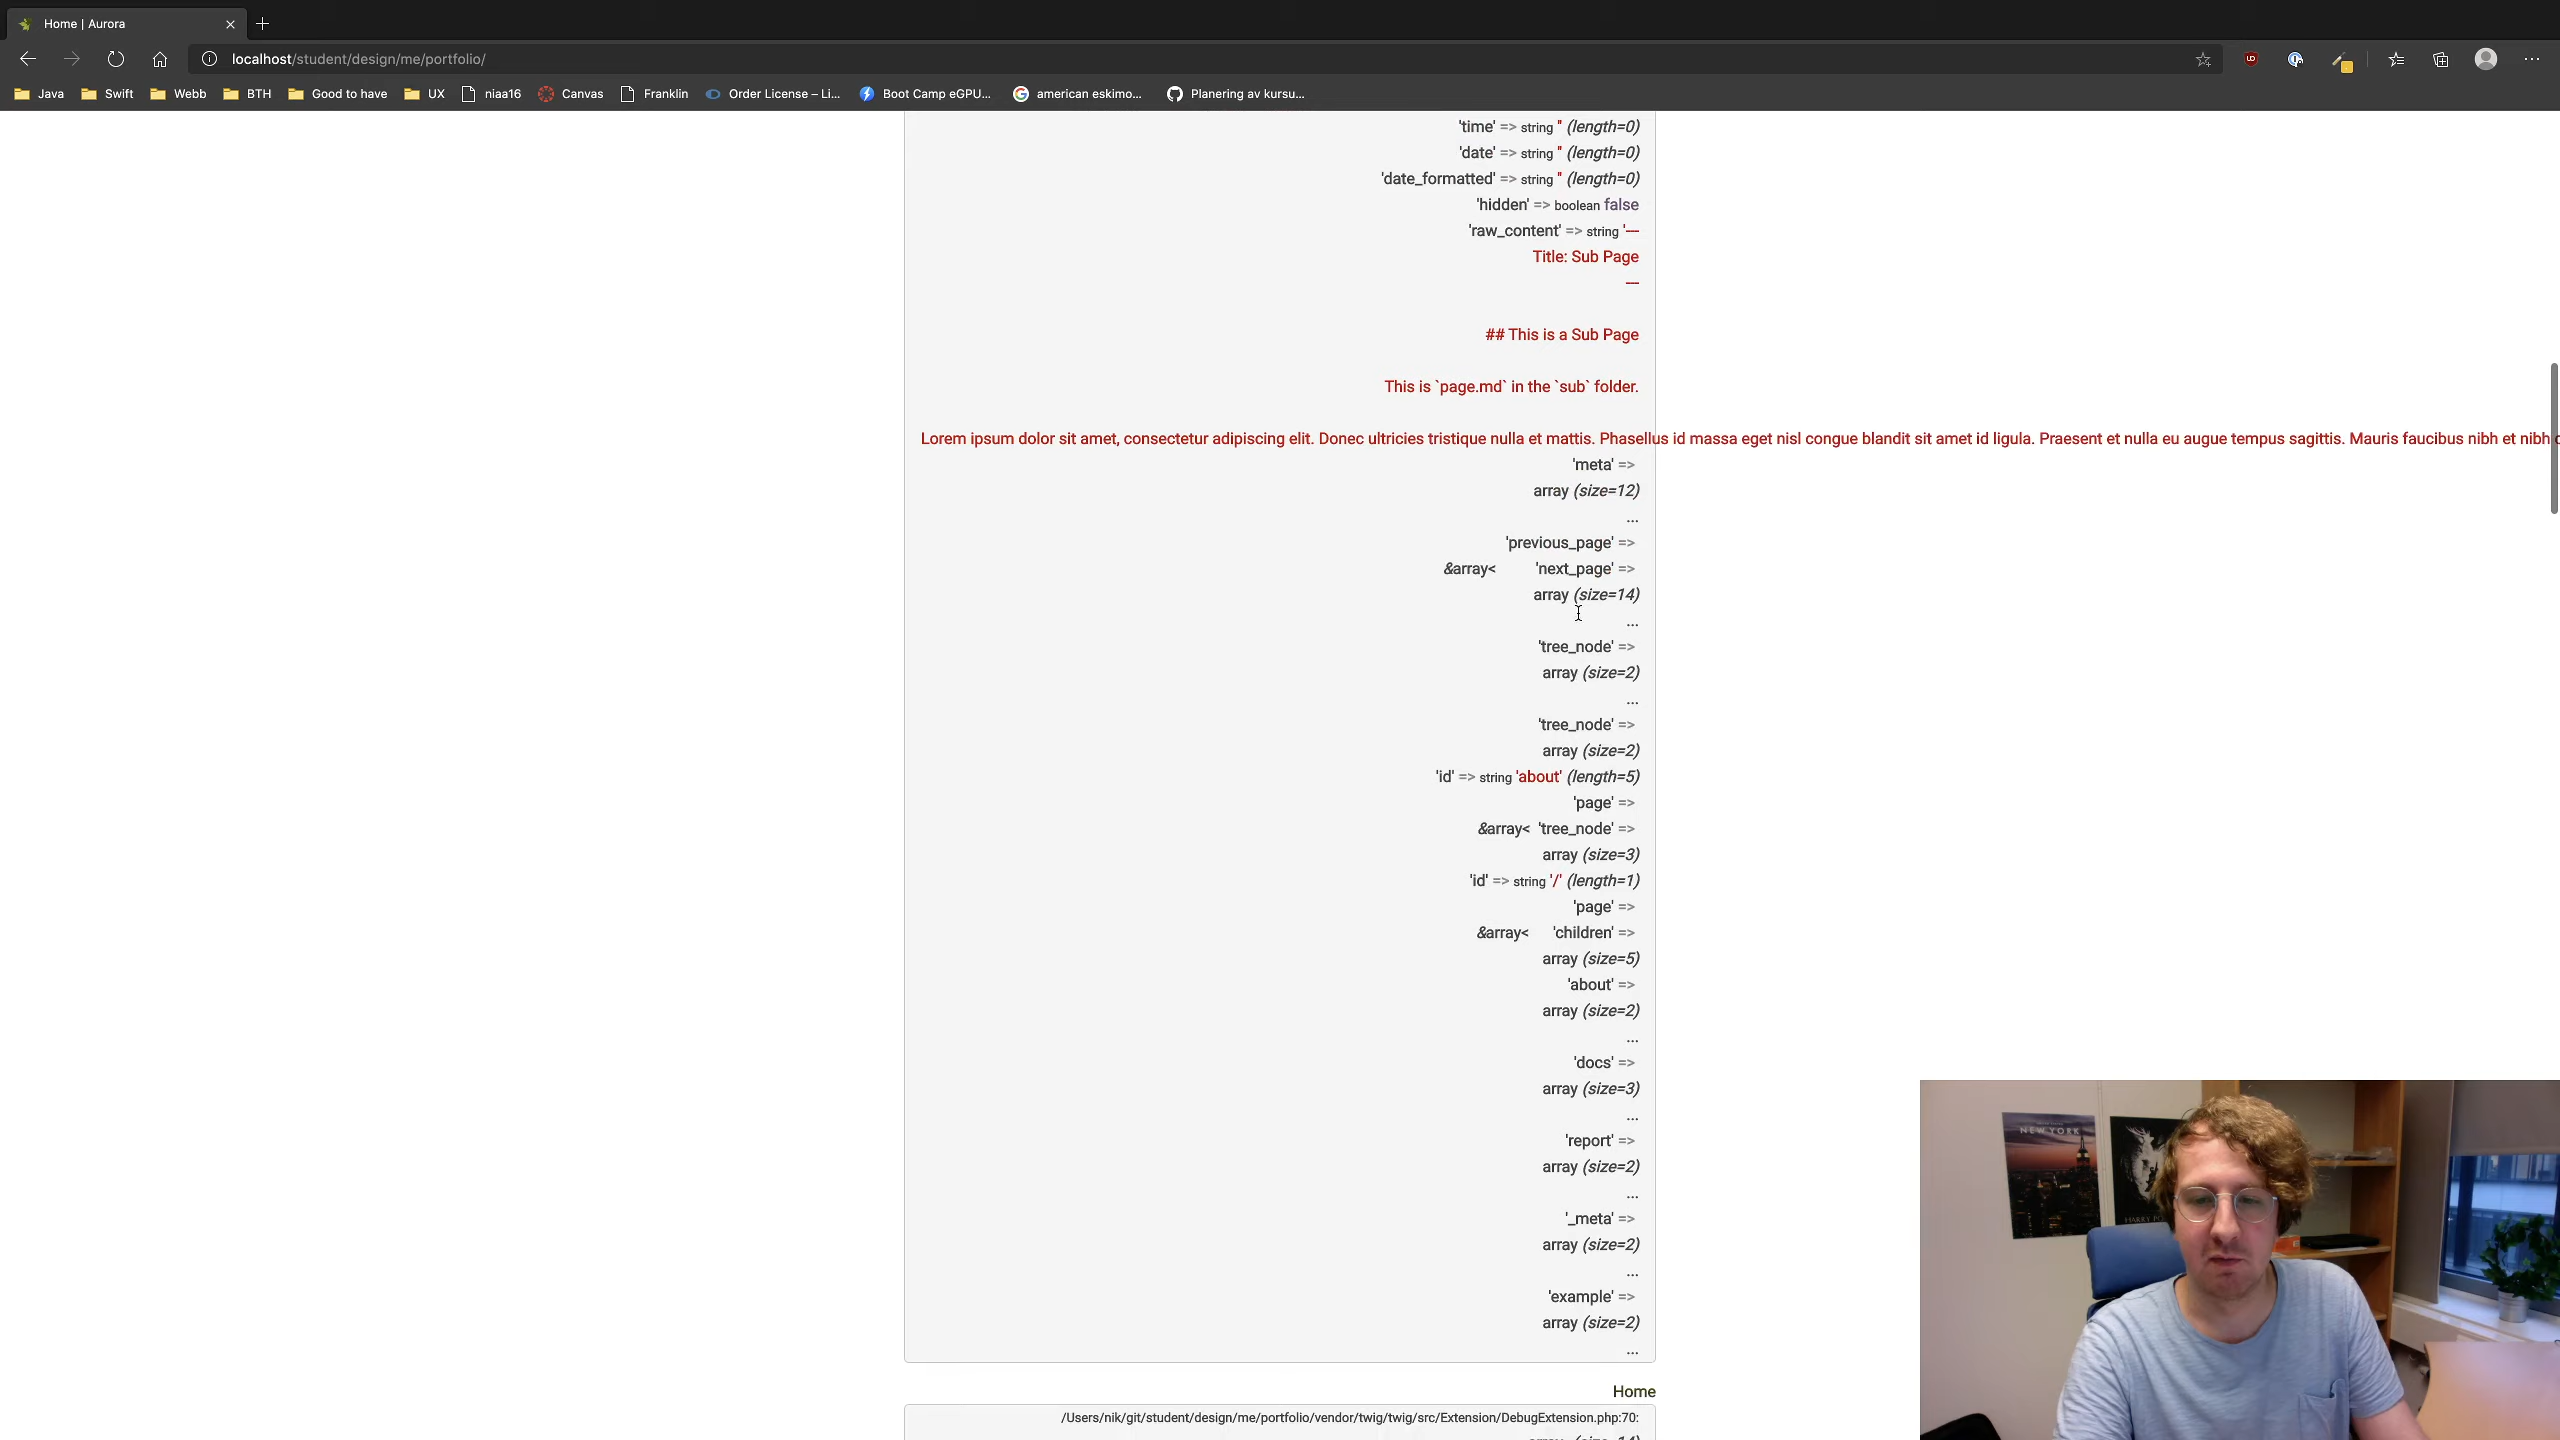 Home | Aurora
localhost/student/design/me/portfolio/
Java Swift Webb BTH Good to have UX niaa16 Canvas Franklin Order License – Li... Boot Camp eGPU... american eskimo... Planering av kursu...
'time' => string '' (length=0)
'date' => string '' (length=0)
'date_formatted' => string '' (length=0)
'hidden' => boolean false
'raw_content' => string '---
Title: Sub Page
---
## This is a Sub Page
This is `page.md` in the `sub` folder.
Lorem ipsum dolor sit amet, consectetur adipiscing elit. Donec ultricies tristique nulla et mattis. Phasellus id massa eget nisl congue blandit sit amet id ligula. Praesent et nulla eu augue tempus sagittis. Mauris faucibus nibh et nibh
'meta' =>
array (size=12)
...
'previous_page' =>
&array< 'next_page' =>
array (size=14)
...
'tree_node' =>
array (size=2)
...
'tree_node' =>
array (size=2)
'id' => string 'about' (length=5)
'page' =>
&array< 'tree_node' =>
array (size=3)
'id' => string '/' (length=1)
'page' =>
&array< 'children' =>
array (size=5)
'about' =>
array (size=2)
...
'docs' =>
array (size=3)
...
'report' =>
array (size=2)
...
'_meta' =>
array (size=2)
...
'example' =>
array (size=2)
...
Home
/Users/nik/git/student/design/me/portfolio/vendor/twig/twig/src/Extension/DebugExtension.php:70:
NEW YORK